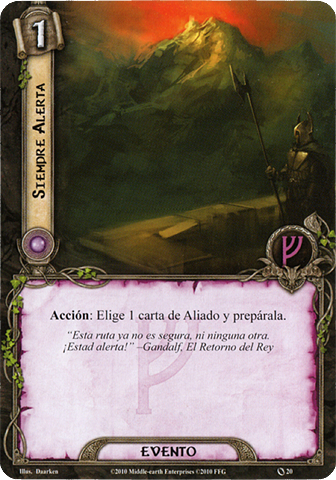 1
SIEMPRE ALERTA
Acción: Elige 1 carta de Aliado y prepárala.
“Esta ruta ya no es segura, ni ninguna otra.
¡Estad alerta!” –Gandalf, El Retorno del Rey
EVENTO
Illus. Daarken
©2010 Middle-earth Enterprises ©2010 FFG
20